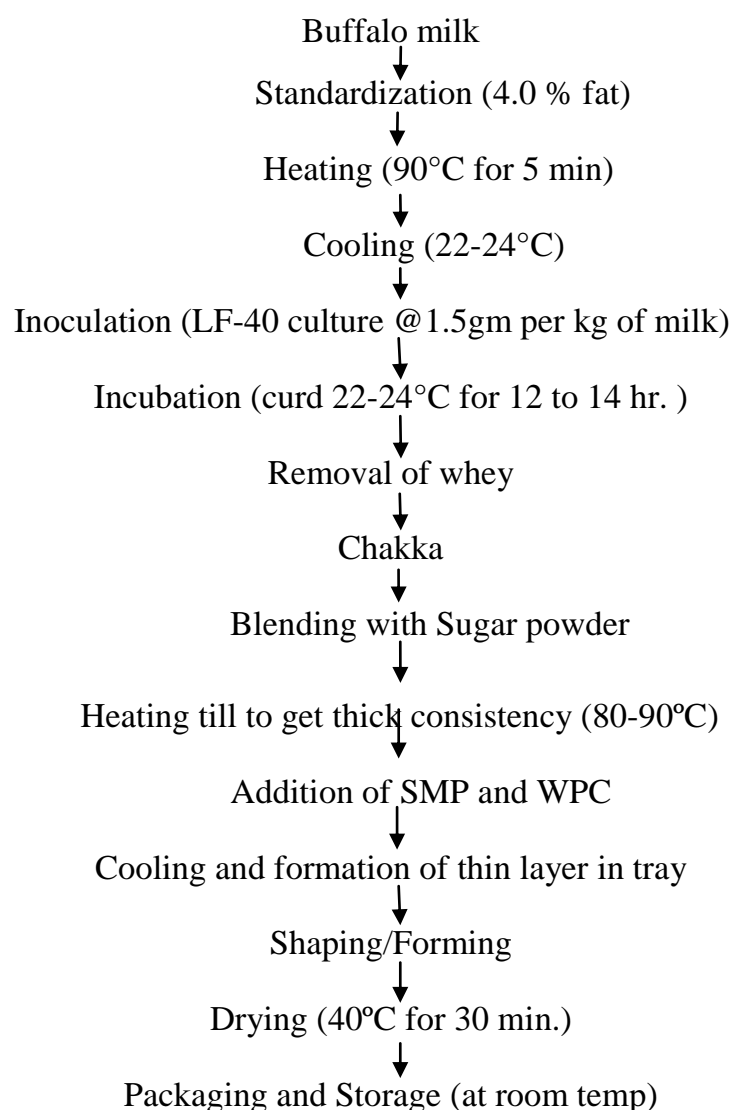 Buffalo milk
Standardization (4.0 % fat)
Heating (90°C for 5 min)
Cooling (22-24°C)
Inoculation (LF-40 culture @1.5gm per kg of milk)
Incubation (curd 22-24°C for 12 to 14 hr. )
Removal of whey
Chakka
Blending with Sugar powder
Heating till to get thick consistency (80-90ºC)
Addition of SMP and WPC
Cooling and formation of thin layer in tray
Shaping/Forming
Drying (40ºC for 30 min.)
Packaging and Storage (at room temp)